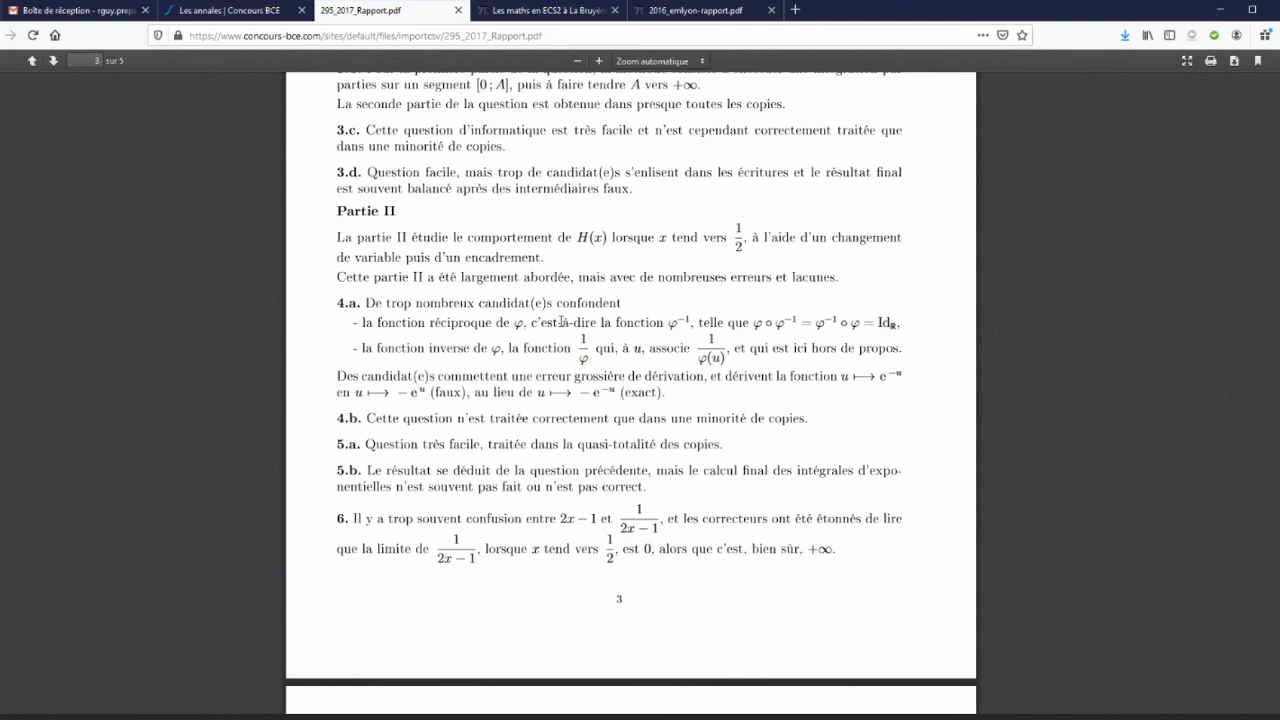 Boîte de réception - rguy.prepa
Les annales | Concours BCE
295_2017_Rapport.pdf
Les maths en ECS2 à La Bruyère
2016_emlyon-rapport.pdf
https://www.concours-bce.com/sites/default/files/importcsv/295_2017_Rapport.pdf
3 sur 5
Zoom automatique
parties sur un segment [0 ; A], puis à faire tendre A vers +∞.
La seconde partie de la question est obtenue dans presque toutes les copies.
3.c. Cette question d'informatique est très facile et n'est cependant correctement traitée que
dans une minorité de copies.
3.d. Question facile, mais trop de candidat(e)s s'enlisent dans les écritures et le résultat final
est souvent balancé après des intermédiaires faux.
Partie II
La partie II étudie le comportement de H(x) lorsque x tend vers 1/2, à l'aide d'un changement
de variable puis d'un encadrement.
Cette partie II a été largement abordée, mais avec de nombreuses erreurs et lacunes.
4.a. De trop nombreux candidat(e)s confondent
- la fonction réciproque de φ, c'est-à-dire la fonction φ⁻¹, telle que φ ∘ φ⁻¹ = φ⁻¹ ∘ φ = Id_ℝ,
- la fonction inverse de φ, la fonction 1/φ qui, à u, associe 1/φ(u), et qui est ici hors de propos.
Des candidat(e)s commettent une erreur grossière de dérivation, et dérivent la fonction u ⟼ e⁻ᵘ
en u ⟼ − eᵘ (faux), au lieu de u ⟼ − e⁻ᵘ (exact).
4.b. Cette question n'est traitée correctement que dans une minorité de copies.
5.a. Question très facile, traitée dans la quasi-totalité des copies.
5.b. Le résultat se déduit de la question précédente, mais le calcul final des intégrales d'expo-
nentielles n'est souvent pas fait ou n'est pas correct.
6. Il y a trop souvent confusion entre 2x − 1 et 1/(2x − 1), et les correcteurs ont été étonnés de lire
que la limite de 1/(2x − 1), lorsque x tend vers 1/2, est 0, alors que c'est, bien sûr, +∞.
3